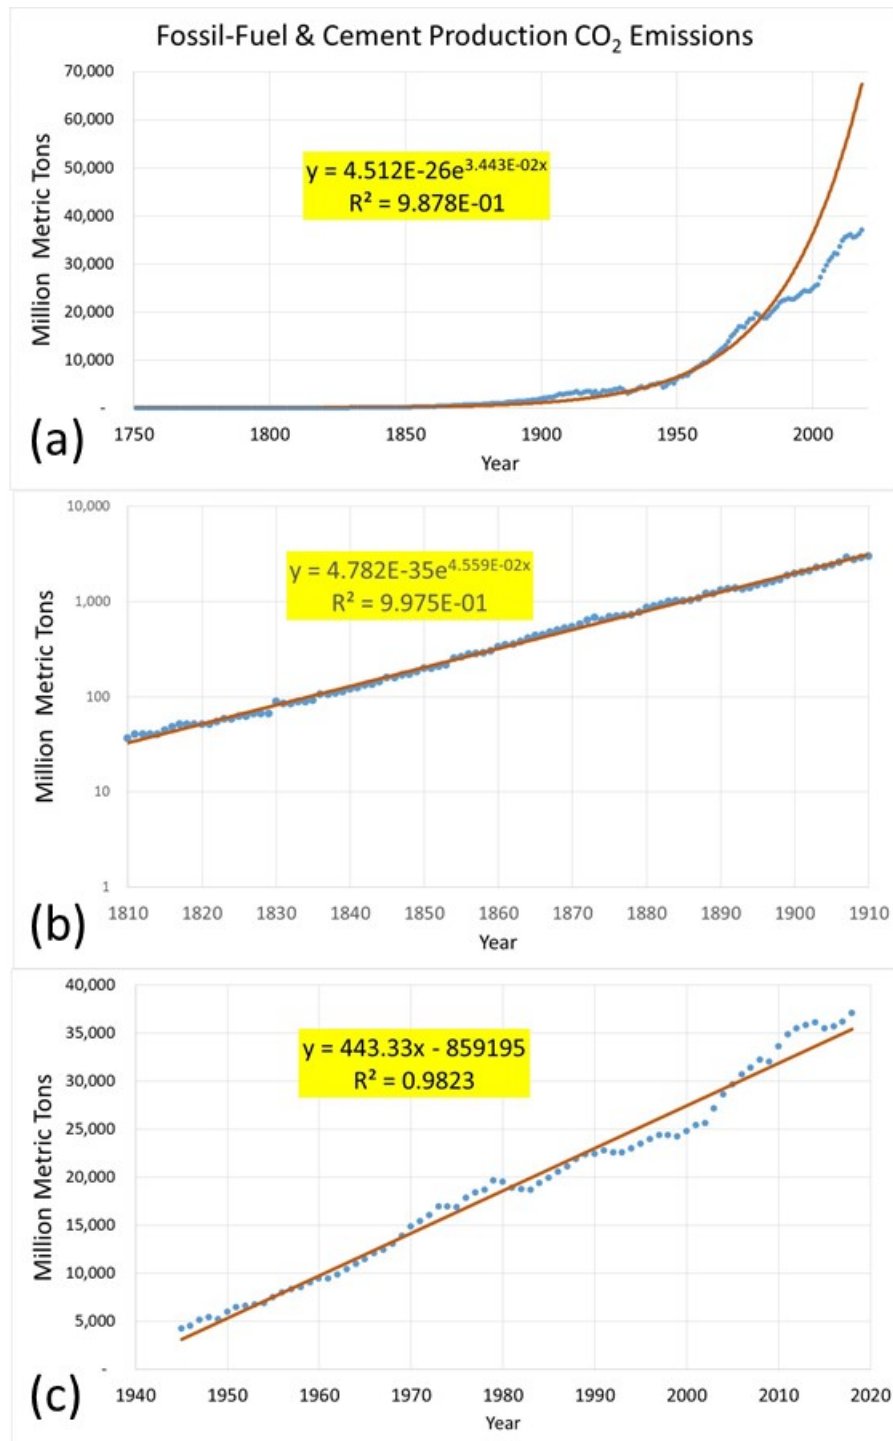 Fossil-Fuel & Cement Production CO₂ Emissions
70,000
60,000
50,000
40,000
30,000
20,000
10,000
-
Million Metric Tons
y = 4.512E-26e^3.443E-02x
R² = 9.878E-01
1750 1800 1850 1900 1950 2000
Year
(a)
10,000
1,000
100
10
1
Million Metric Tons
y = 4.782E-35e^4.559E-02x
R² = 9.975E-01
1810 1820 1830 1840 1850 1860 1870 1880 1890 1900 1910
Year
(b)
40,000
35,000
30,000
25,000
20,000
15,000
10,000
5,000
-
Million Metric Tons
y = 443.33x - 859195
R² = 0.9823
1940 1950 1960 1970 1980 1990 2000 2010 2020
Year
(c)